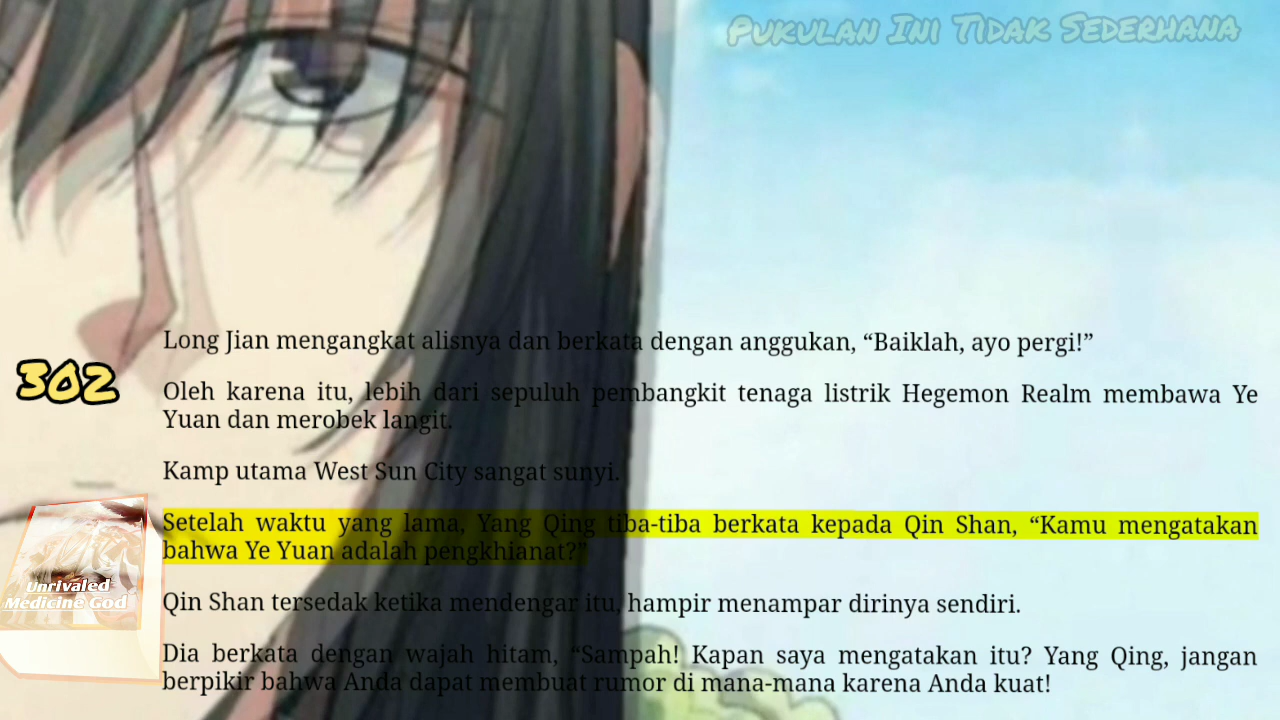 Pukulan Ini Tidak Sederhana
Long Jian mengangkat alisnya dan berkata dengan anggukan, “Baiklah, ayo pergi!”
302
Oleh karena itu, lebih dari sepuluh pembangkit tenaga listrik Hegemon Realm membawa Ye
Yuan dan merobek langit.
Kamp utama West Sun City sangat sunyi.
Setelah waktu yang lama, Yang Qing tiba-tiba berkata kepada Qin Shan, “Kamu mengatakan
bahwa Ye Yuan adalah pengkhianat?”
Unrivaled
Medicine God
Qin Shan tersedak ketika mendengar itu, hampir menampar dirinya sendiri.
Dia berkata dengan wajah hitam, “Sampah! Kapan saya mengatakan itu? Yang Qing, jangan
berpikir bahwa Anda dapat membuat rumor di mana-mana karena Anda kuat!